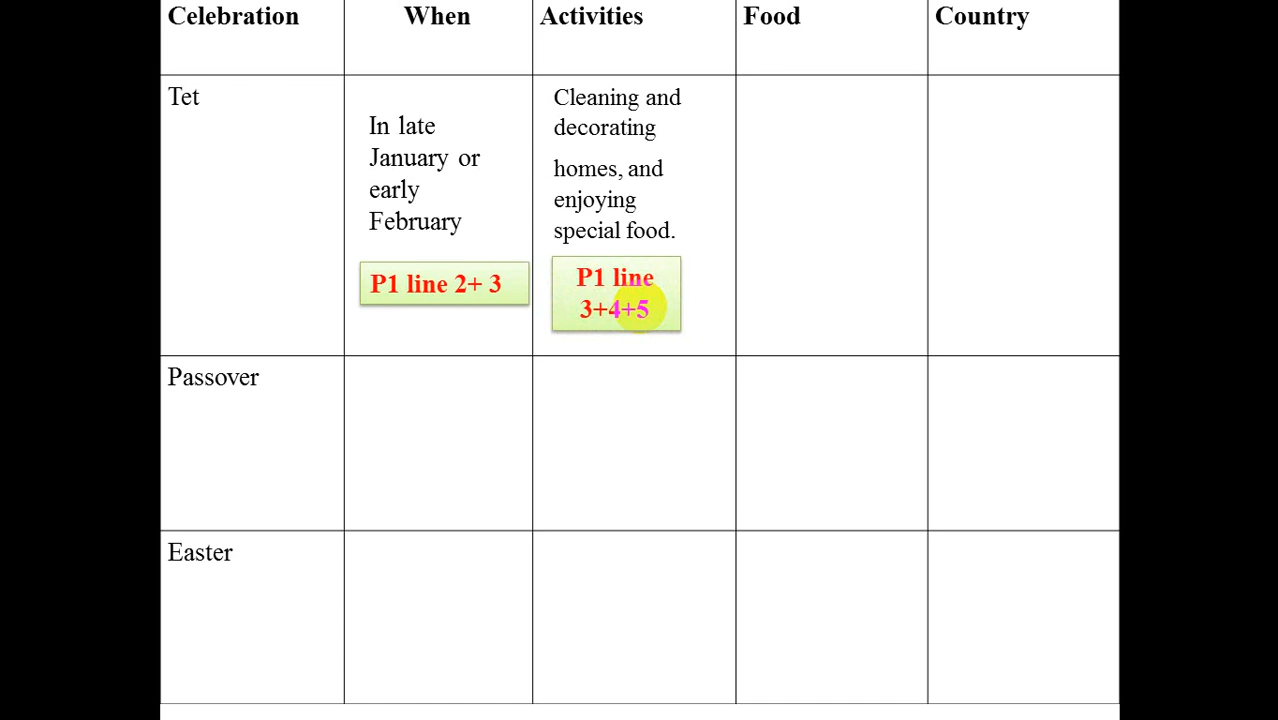 Celebration When Activities Food Country
Tet
In late
January or
early
February
P1 line 2+ 3
Cleaning and
decorating
homes, and
enjoying
special food.
P1 line
3+4+5
Passover
Easter